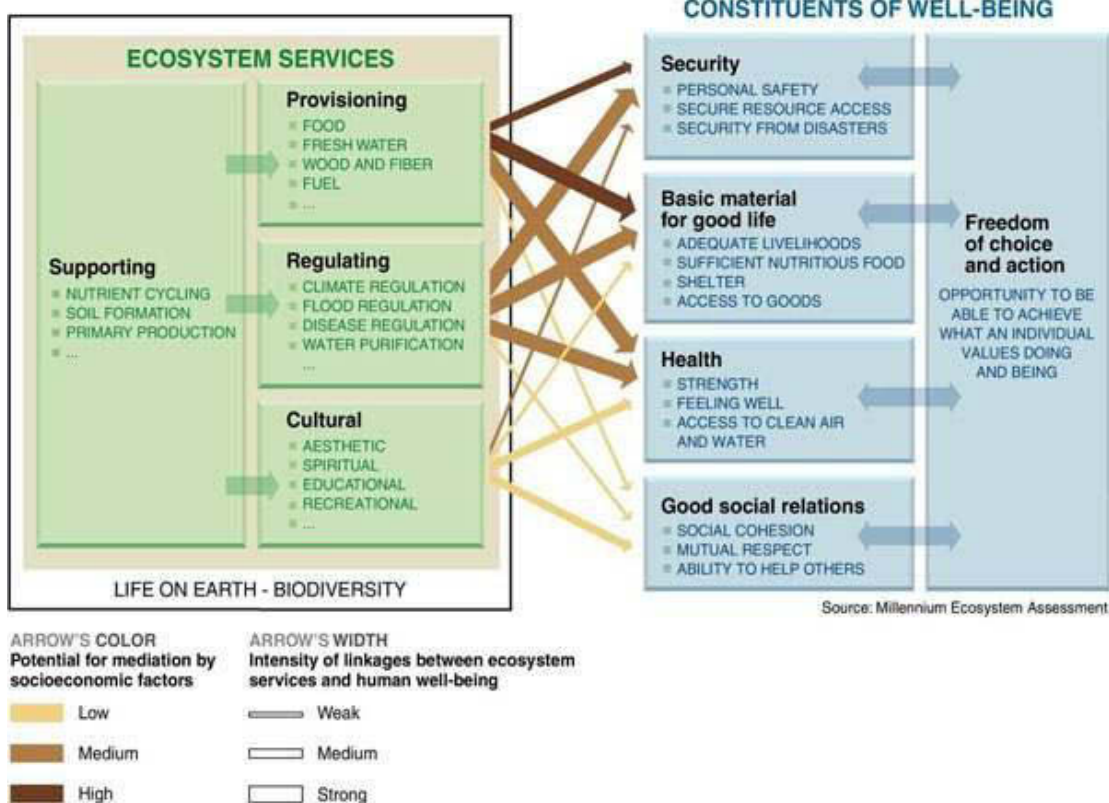 CONSTITUENTS OF WELL-BEING
ECOSYSTEM SERVICES
Supporting
NUTRIENT CYCLING
SOIL FORMATION
PRIMARY PRODUCTION
...
Provisioning
FOOD
FRESH WATER
WOOD AND FIBER
FUEL
...
Regulating
CLIMATE REGULATION
FLOOD REGULATION
DISEASE REGULATION
WATER PURIFICATION
...
Cultural
AESTHETIC
SPIRITUAL
EDUCATIONAL
RECREATIONAL
...
LIFE ON EARTH - BIODIVERSITY
Security
PERSONAL SAFETY
SECURE RESOURCE ACCESS
SECURITY FROM DISASTERS
Basic material
for good life
ADEQUATE LIVELIHOODS
SUFFICIENT NUTRITIOUS FOOD
SHELTER
ACCESS TO GOODS
Health
STRENGTH
FEELING WELL
ACCESS TO CLEAN AIR
AND WATER
Good social relations
SOCIAL COHESION
MUTUAL RESPECT
ABILITY TO HELP OTHERS
Freedom
of choice
and action
OPPORTUNITY TO BE
ABLE TO ACHIEVE
WHAT AN INDIVIDUAL
VALUES DOING
AND BEING
Source: Millennium Ecosystem Assessment
ARROW'S COLOR
Potential for mediation by
socioeconomic factors
Low
Medium
High
ARROW'S WIDTH
Intensity of linkages between ecosystem
services and human well-being
Weak
Medium
Strong